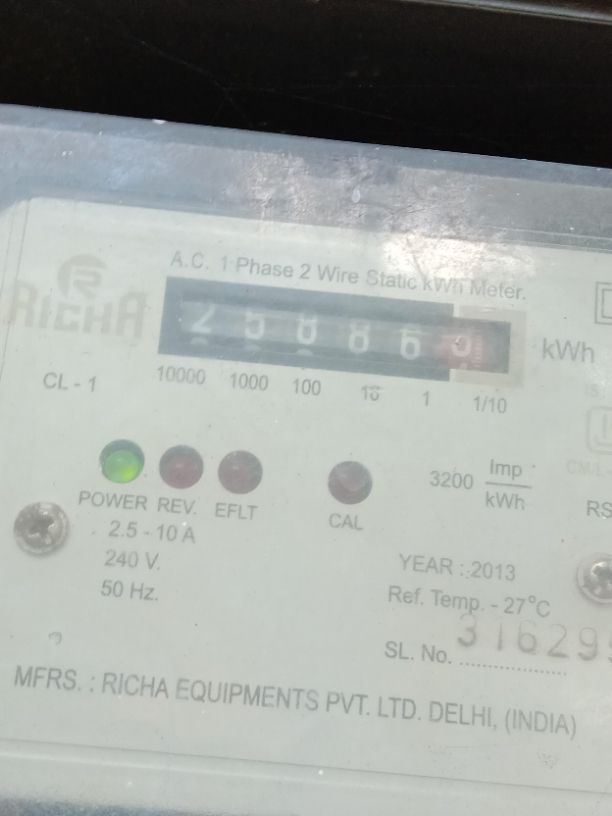 A.C. 1 Phase 2 Wire Static kWh Meter.
RICHA
2 5 8 8 6
kWh
CL - 1
10000 1000 100 10 1 1/10
3200 Imp
kWh
POWER REV. EFLT CAL
2.5 - 10 A
240 V.
50 Hz.
YEAR : 2013
Ref. Temp. - 27°C
SL. No. 31629
MFRS. : RICHA EQUIPMENTS PVT. LTD. DELHI, (INDIA)